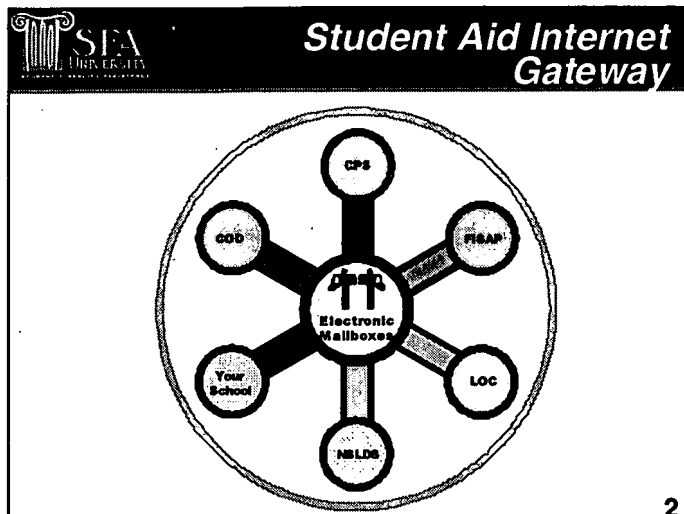 SFA
UNIVERSITY
Student Aid Internet
Gateway
CPS
COD
FISAP
Electronic
Mailboxes
Your
School
LOC
NSLDS
2